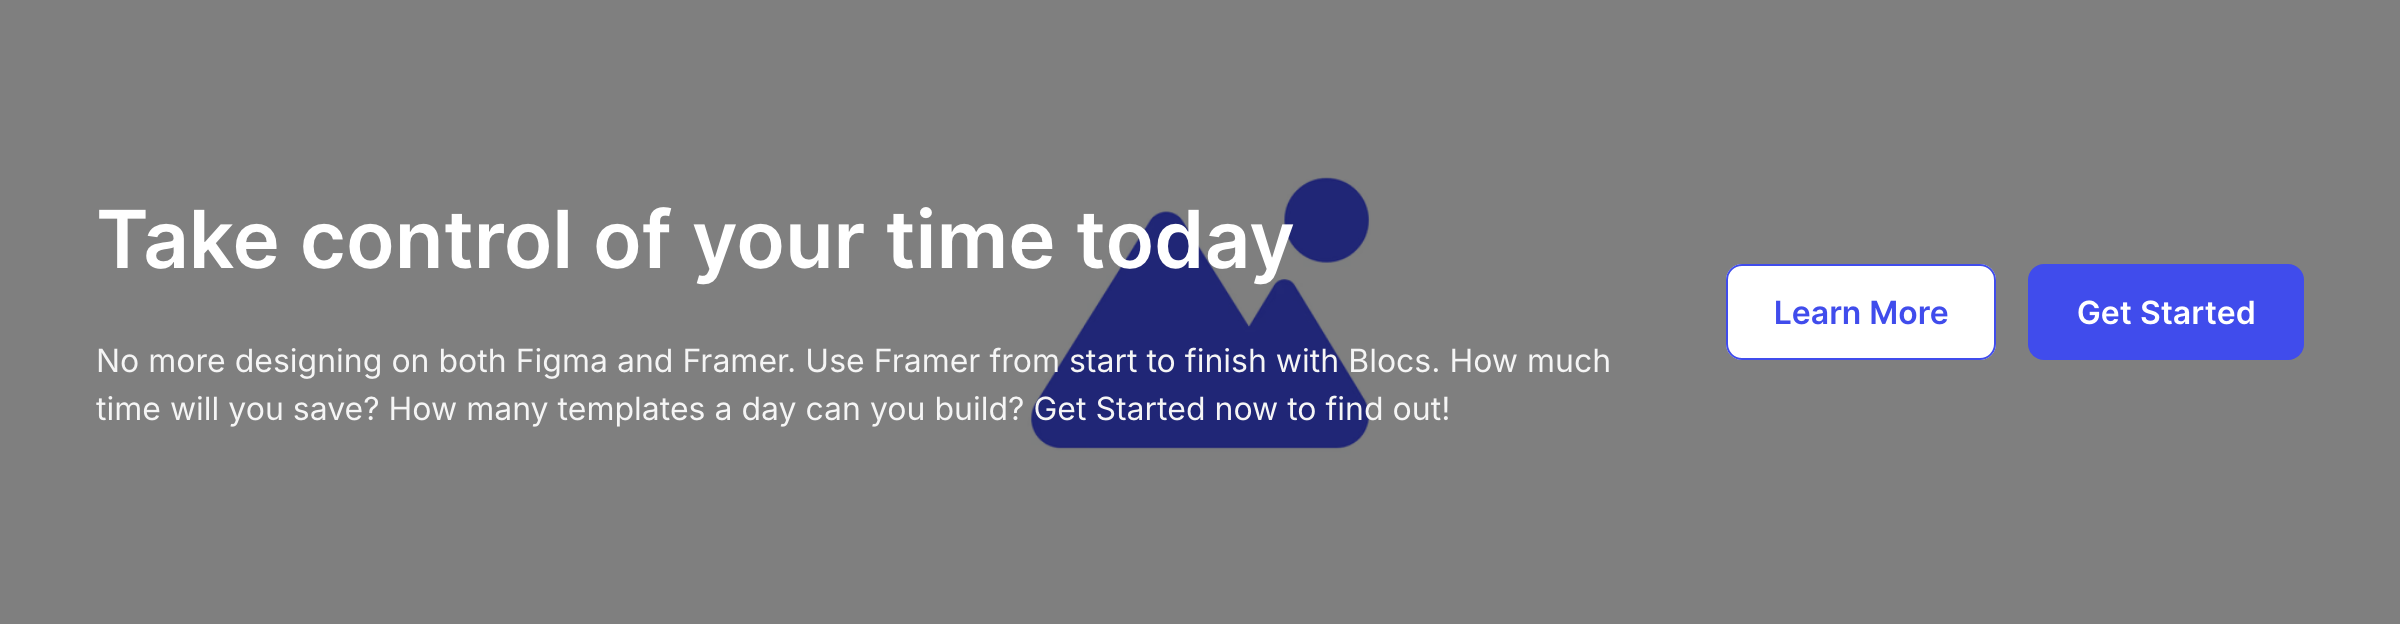 Take control of your time today
No more designing on both Figma and Framer. Use Framer from start to finish with Blocs. How much
time will you save? How many templates a day can you build? Get Started now to find out!
Learn More
Get Started